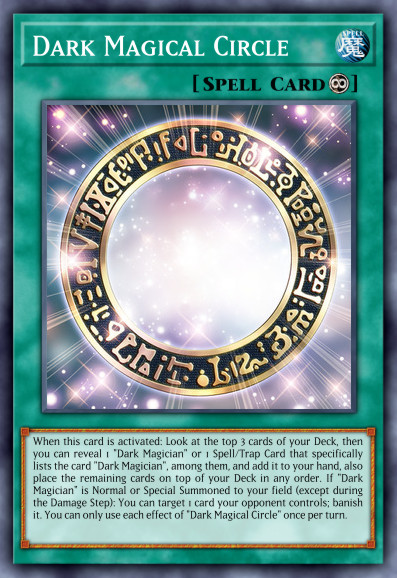 Dark Magical Circle
SPELL
魔
[Spell Card]
When this card is activated: Look at the top 3 cards of your Deck, then
you can reveal 1 "Dark Magician" or 1 Spell/Trap Card that specifically
lists the card "Dark Magician", among them, and add it to your hand, also
place the remaining cards on top of your Deck in any order. If "Dark
Magician" is Normal or Special Summoned to your field (except during
the Damage Step): You can target 1 card your opponent controls; banish
it. You can only use each effect of "Dark Magical Circle" once per turn.